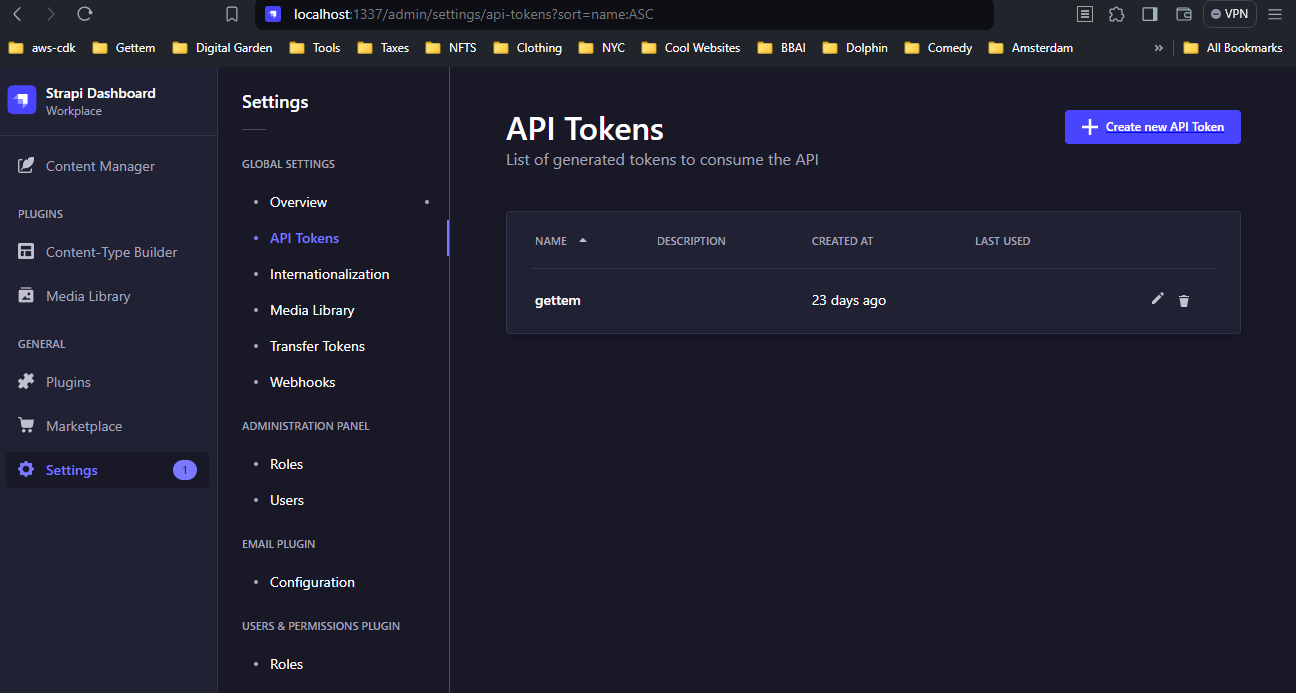 localhost:1337/admin/settings/api-tokens?sort=name:ASC
VPN
aws-cdk Gettem Digital Garden Tools Taxes NFTS Clothing NYC Cool Websites BBAI Dolphin Comedy Amsterdam » All Bookmarks
Strapi Dashboard
Workplace
Content Manager
PLUGINS
Content-Type Builder
Media Library
GENERAL
Plugins
Marketplace
Settings 1
Settings
GLOBAL SETTINGS
Overview
API Tokens
Internationalization
Media Library
Transfer Tokens
Webhooks
ADMINISTRATION PANEL
Roles
Users
EMAIL PLUGIN
Configuration
USERS & PERMISSIONS PLUGIN
Roles
API Tokens
List of generated tokens to consume the API
Create new API Token
NAME DESCRIPTION CREATED AT LAST USED
gettem 23 days ago